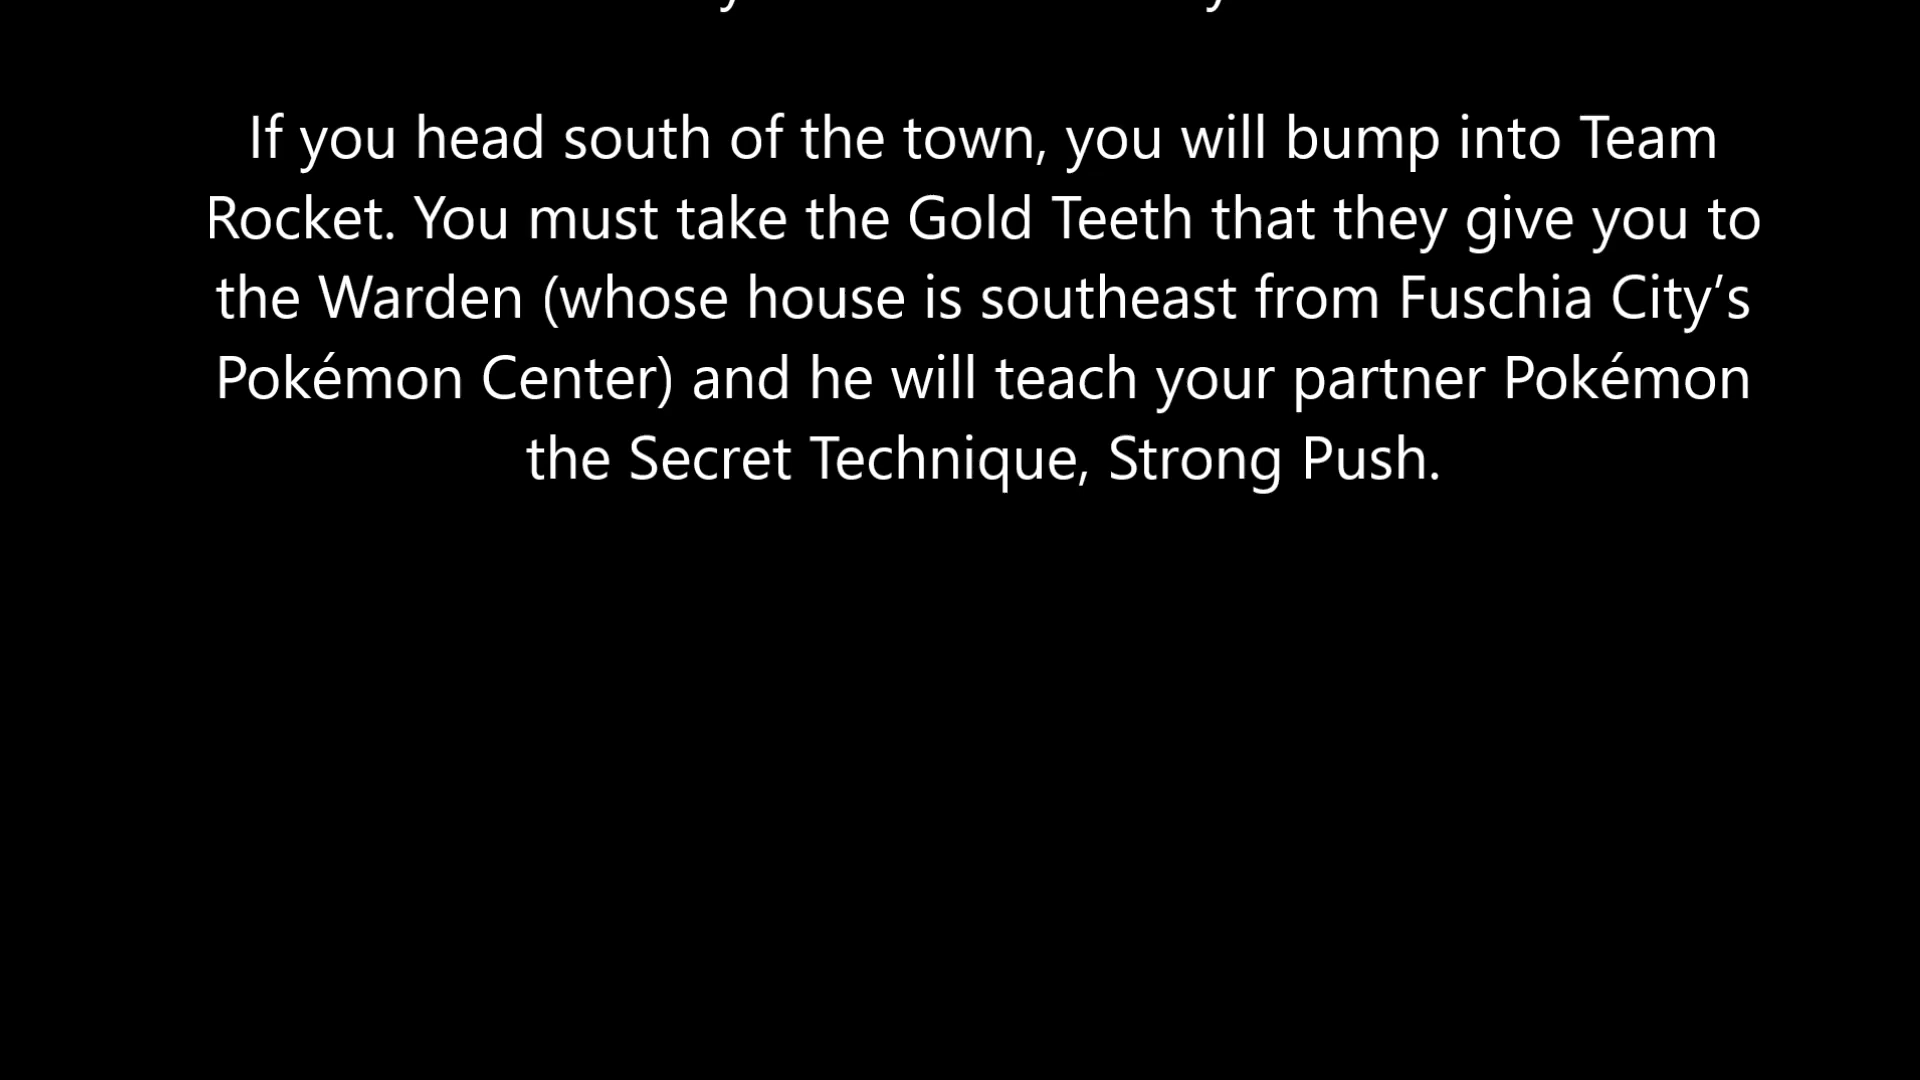 If you head south of the town, you will bump into Team
Rocket. You must take the Gold Teeth that they give you to
the Warden (whose house is southeast from Fuschia City’s
Pokémon Center) and he will teach your partner Pokémon
the Secret Technique, Strong Push.